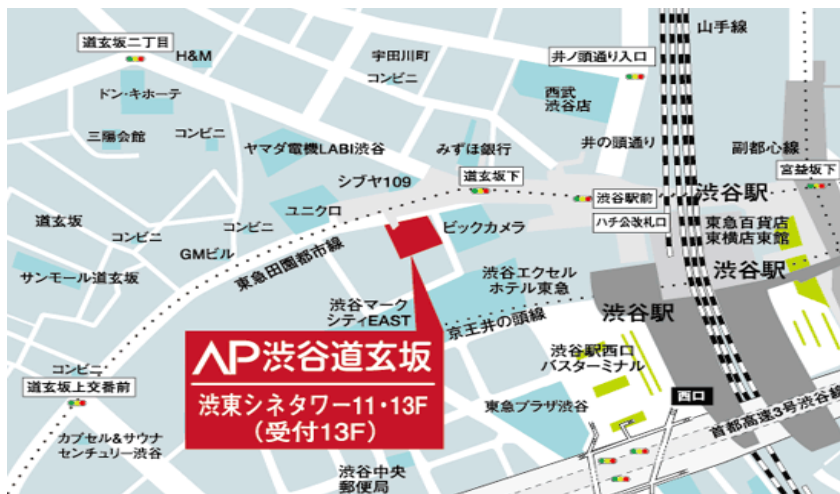 道玄坂二丁目
H&M
宇田川町
コンビニ
井ノ頭通り入口
山手線
ドン・キホーテ
西武
渋谷店
三陽会館
コンビニ
ヤマダ電機LABI渋谷
みずほ銀行
井の頭通り
副都心線
宮益坂下
シブヤ109
道玄坂下
渋谷駅前
渋谷駅
道玄坂
コンビニ
コンビニ
ユニクロ
ビックカメラ
ハチ公改札口
東急百貨店
東横店東館
GMビル
東急田園都市線
サンモール道玄坂
渋谷エクセル
ホテル東急
渋谷駅
渋谷マーク
シティEAST
京王井の頭線
渋谷駅
AP渋谷道玄坂
渋東シネタワー11・13F
(受付13F)
渋谷駅西口
バスターミナル
コンビニ
道玄坂上交番前
西口
東急プラザ渋谷
首都高速3号渋谷線
カプセル&サウナ
センチュリー渋谷
渋谷中央
郵便局